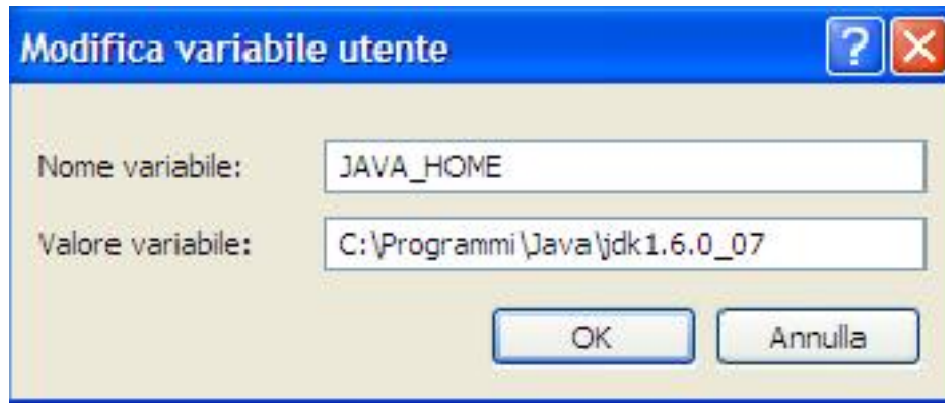 Modifica variabile utente
Nome variabile: JAVA_HOME
Valore variabile: C:\Programmi\Java\jdk1.6.0_07
OK Annulla